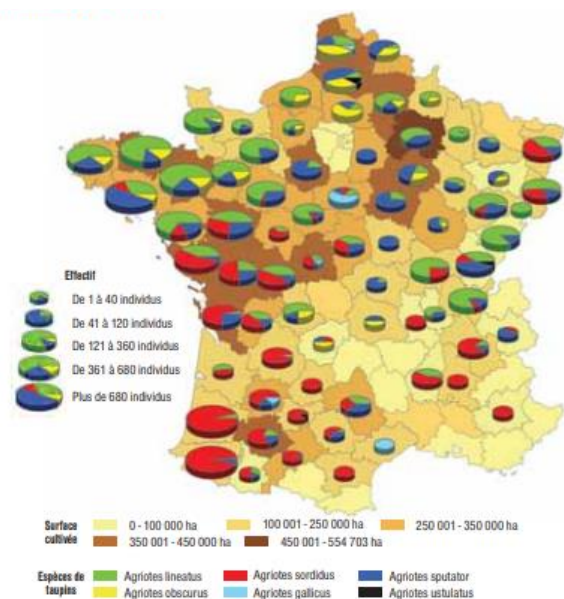 Effectif
De 1 à 40 individus
De 41 à 120 individus
De 121 à 360 individus
De 361 à 680 individus
Plus de 680 individus
Surface cultivée
0 - 100 000 ha 100 001 - 250 000 ha 250 001 - 350 000 ha
350 001 - 450 000 ha 450 001 - 554 703 ha
Espèces de taupins
Agriotes lineatus Agriotes sordidus Agriotes sputator
Agriotes obscurus Agriotes gallicus Agriotes ustulatus